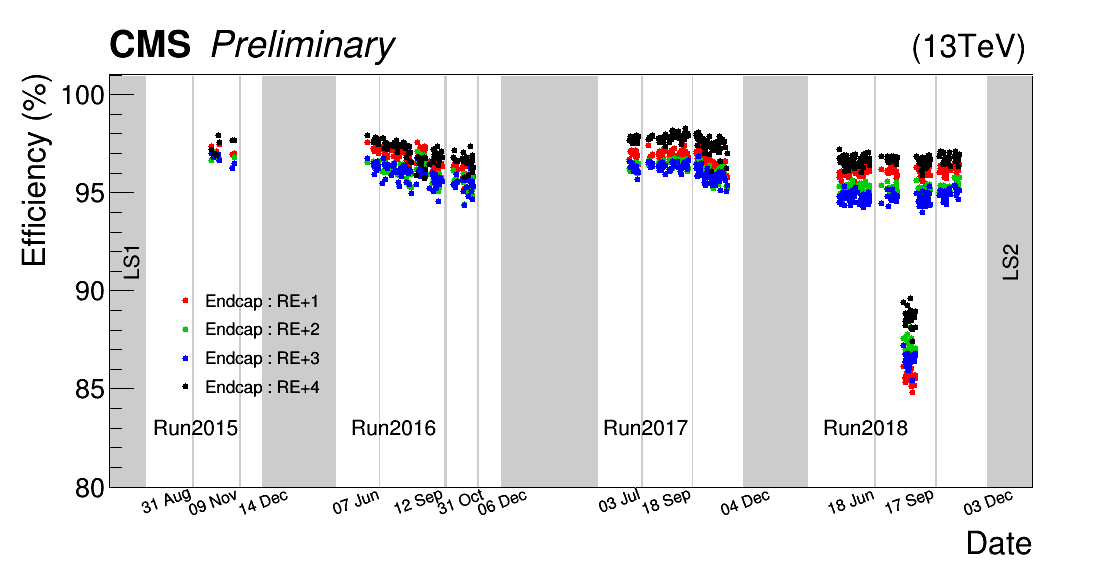 CMS Preliminary (13TeV)
Efficiency (%)
100
95
90
85
80
LS1
LS2
Endcap : RE+1
Endcap : RE+2
Endcap : RE+3
Endcap : RE+4
Run2015 Run2016 Run2017 Run2018
31 Aug 09 Nov 14 Dec 07 Jun 12 Sep 31 Oct 06 Dec 03 Jul 18 Sep 04 Dec 18 Jun 17 Sep 03 Dec
Date